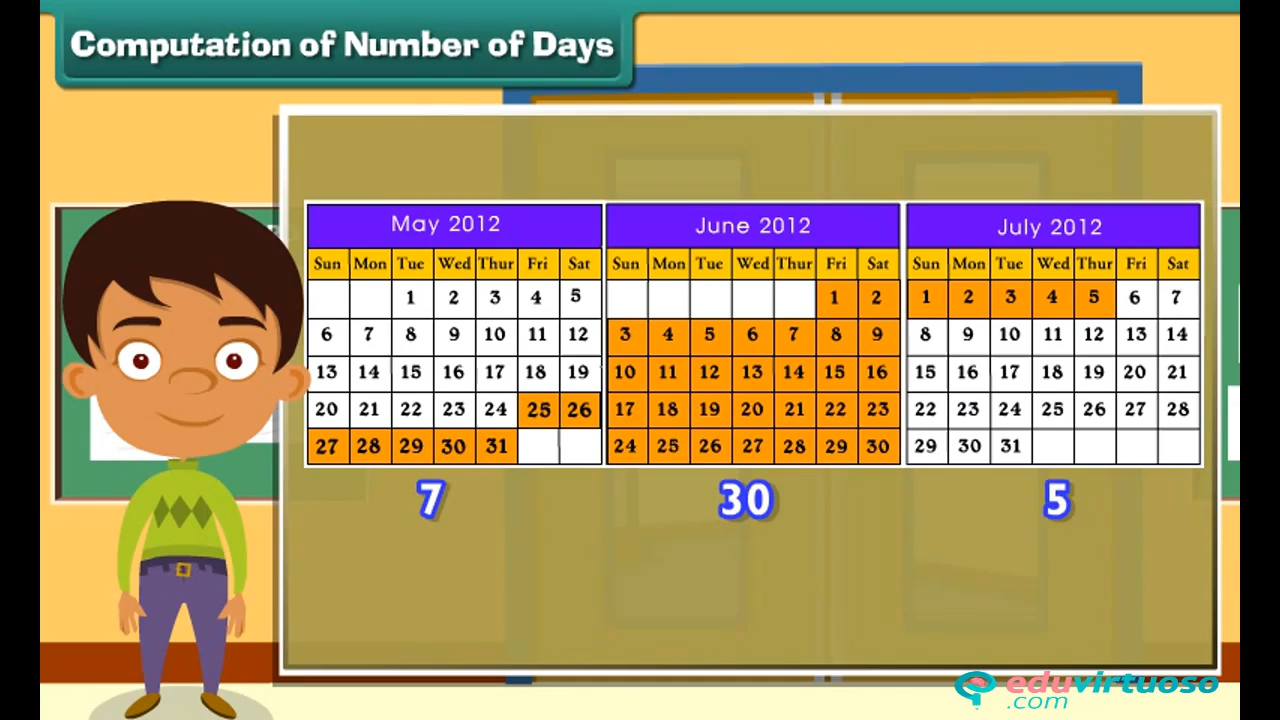 Computation of Number of Days
May 2012
Sun Mon Tue Wed Thur Fri Sat
1 2 3 4 5
6 7 8 9 10 11 12
13 14 15 16 17 18 19
20 21 22 23 24 25 26
27 28 29 30 31
7
June 2012
Sun Mon Tue Wed Thur Fri Sat
1 2
3 4 5 6 7 8 9
10 11 12 13 14 15 16
17 18 19 20 21 22 23
24 25 26 27 28 29 30
30
July 2012
Sun Mon Tue Wed Thur Fri Sat
1 2 3 4 5 6 7
8 9 10 11 12 13 14
15 16 17 18 19 20 21
22 23 24 25 26 27 28
29 30 31
5
eduvirtuoso
.com